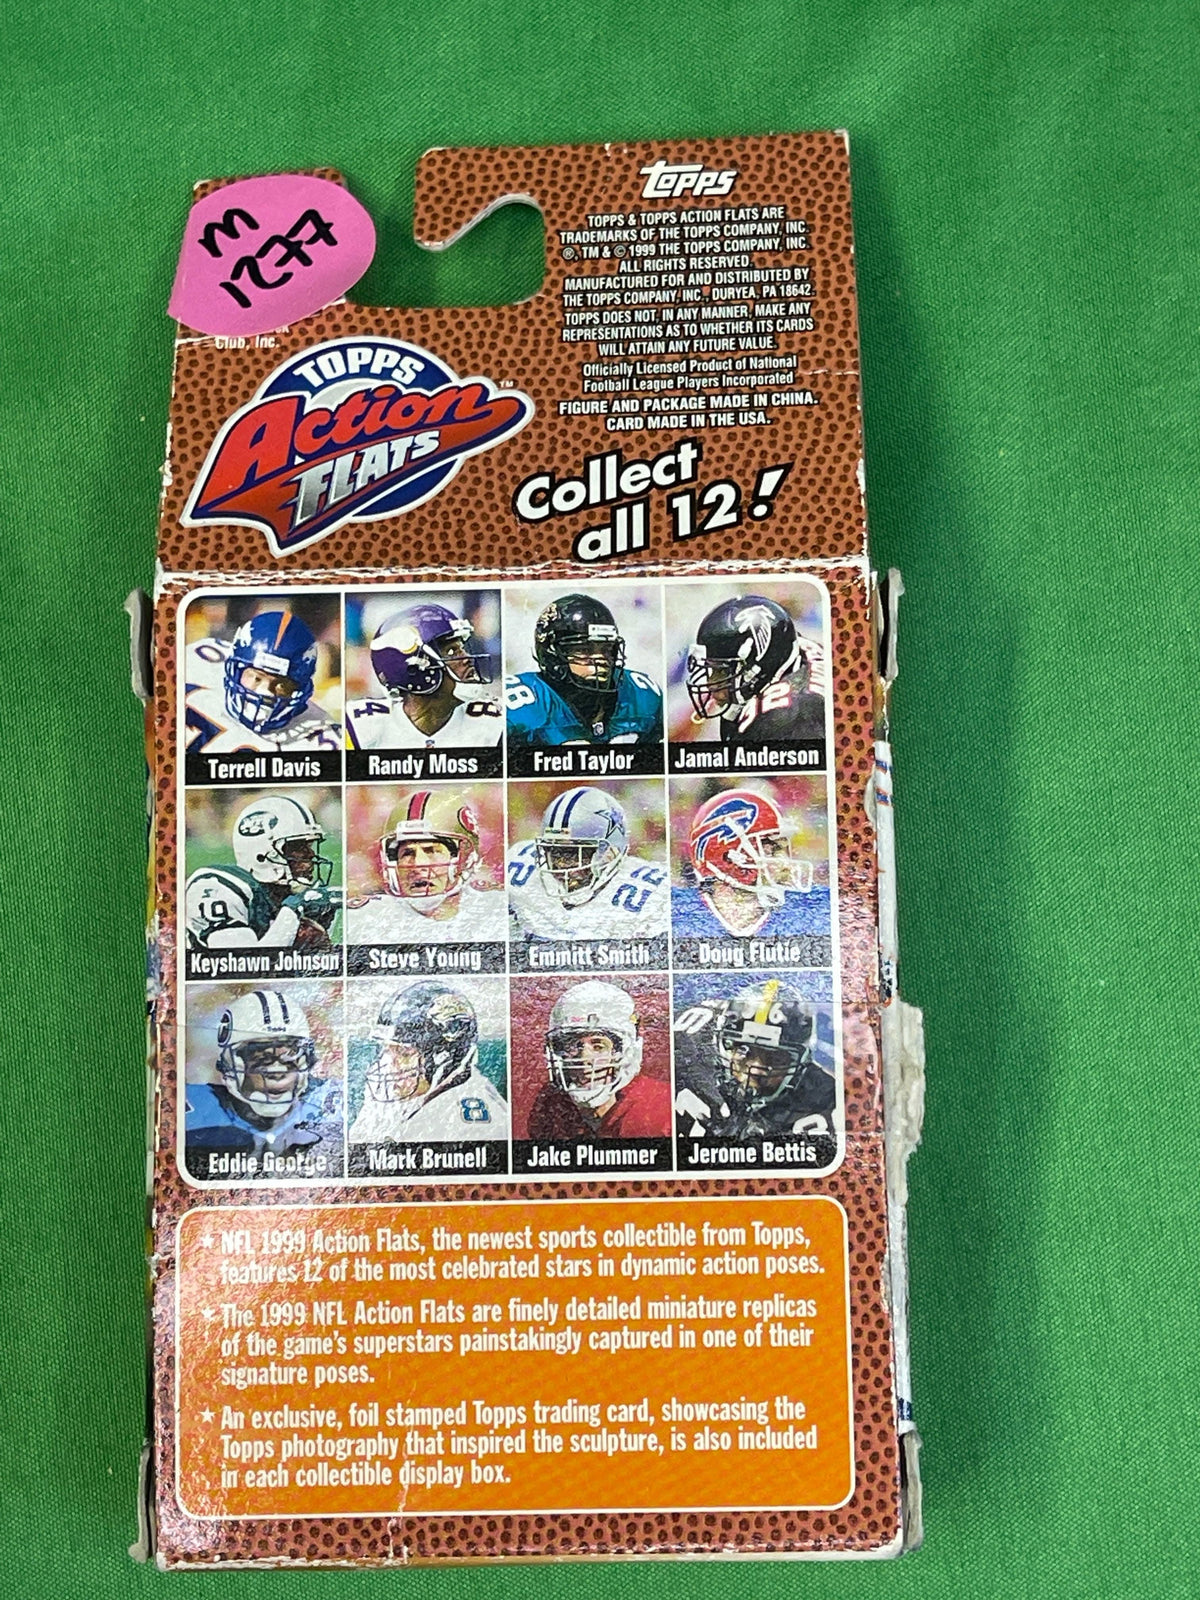 M
1277
Club, Inc.
TOPPS
Action
FLATS
™
TOPPS
TOPPS & TOPPS ACTION FLATS ARE
TRADEMARKS OF THE TOPPS COMPANY, INC.
®, TM & © 1999 THE TOPPS COMPANY, INC.
ALL RIGHTS RESERVED.
MANUFACTURED FOR AND DISTRIBUTED BY
THE TOPPS COMPANY, INC., DURYEA, PA 18642.
TOPPS DOES NOT, IN ANY MANNER, MAKE ANY
REPRESENTATIONS AS TO WHETHER ITS CARDS
WILL ATTAIN ANY FUTURE VALUE.
Officially Licensed Product of National
Football League Players Incorporated
FIGURE AND PACKAGE MADE IN CHINA.
CARD MADE IN THE USA.
Collect
all 12!
Terrell Davis
Randy Moss
Fred Taylor
Jamal Anderson
Keyshawn Johnson
Steve Young
Emmitt Smith
Doug Flutie
Eddie George
Mark Brunell
Jake Plummer
Jerome Bettis
★ NFL 1999 Action Flats, the newest sports collectible from Topps,
features 12 of the most celebrated stars in dynamic action poses.
★ The 1999 NFL Action Flats are finely detailed miniature replicas
of the game's superstars painstakingly captured in one of their
signature poses.
★ An exclusive, foil stamped Topps trading card, showcasing the
Topps photography that inspired the sculpture, is also included
in each collectible display box.